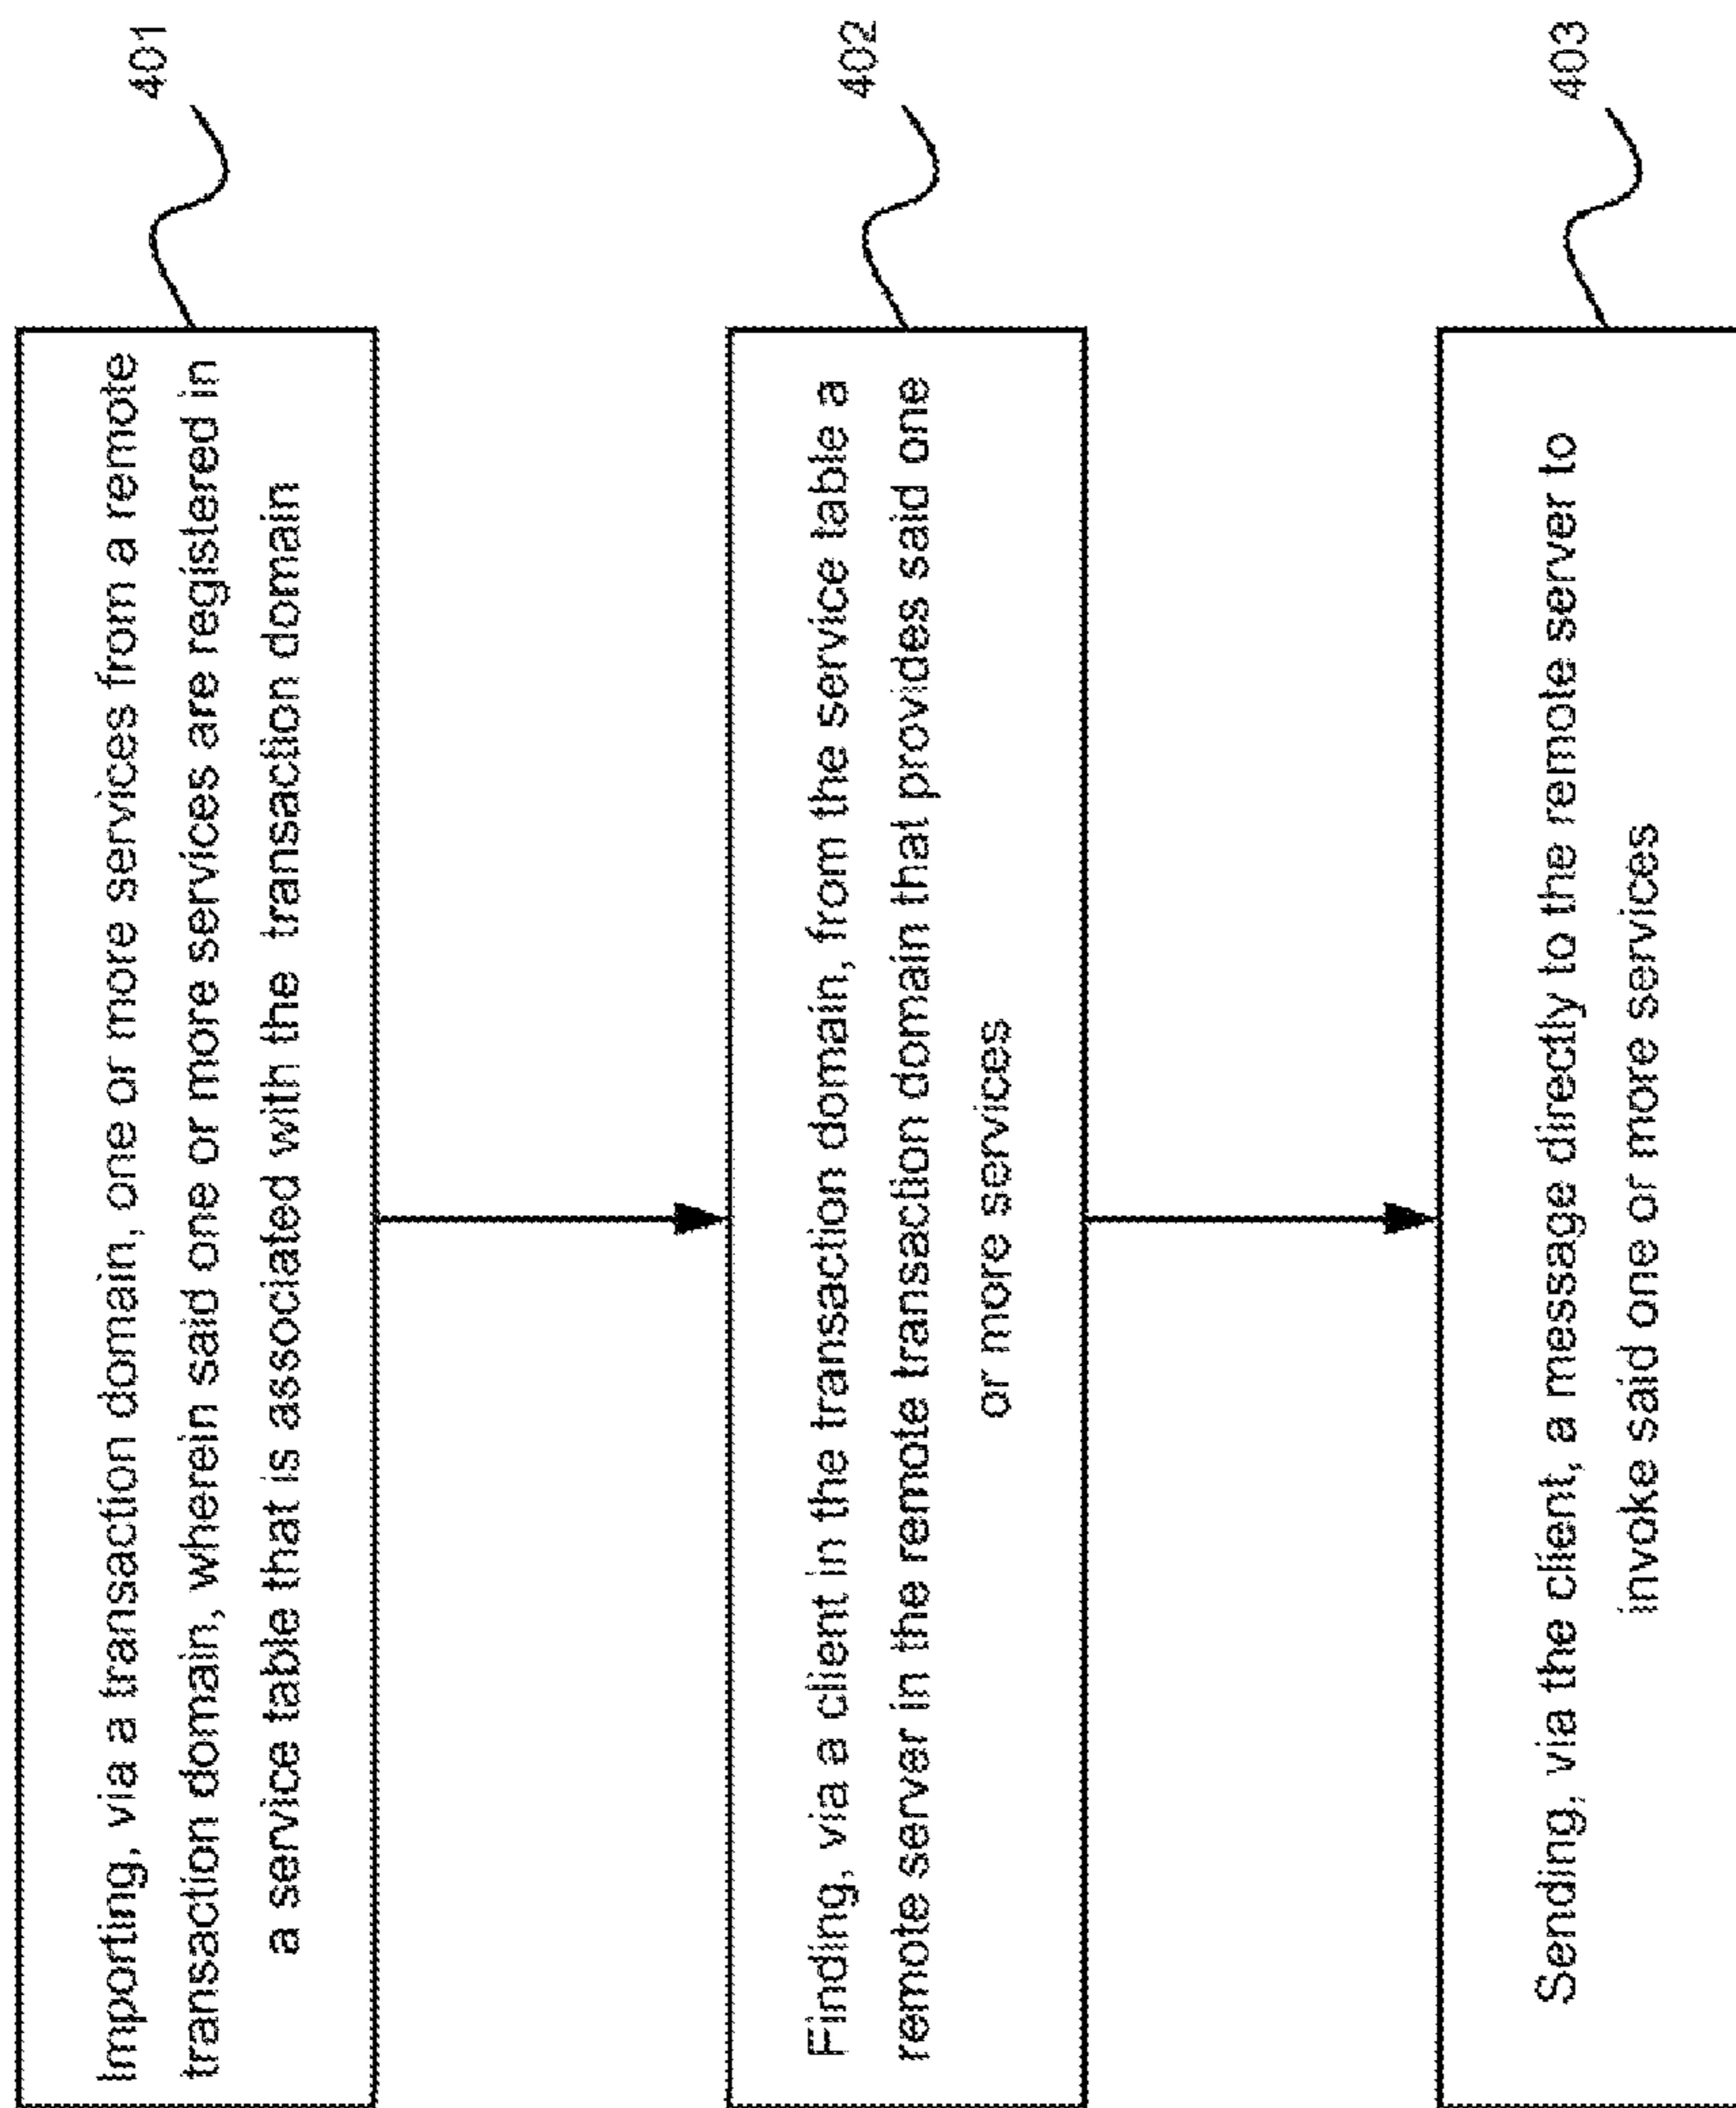 Importing, via a transaction domain, one or more services from a remote
transaction domain, wherein said one or more services are registered in
a service table that is associated with the transaction domain
401
Finding, via a client in the transaction domain, from the service table a
remote server in the remote transaction domain that provides said one
or more services
402
Sending, via the client, a message directly to the remote server to
invoke said one or more services
403